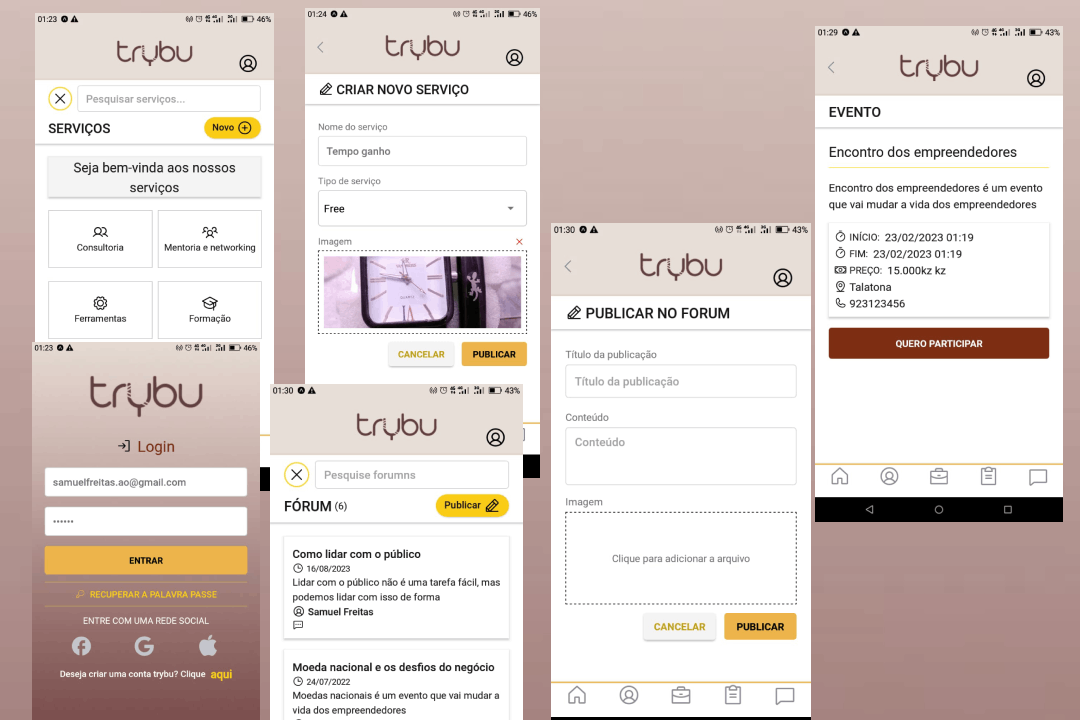 01:23
46%
trybu
Pesquisar serviços...
SERVIÇOS
Novo
Seja bem-vinda aos nossos
serviços
Consultoria
Mentoria e networking
Ferramentas
Formação
01:24
46%
trybu
CRIAR NOVO SERVIÇO
Nome do serviço
Tempo ganho
Tipo de serviço
Free
Imagem
QUARTZ
CANCELAR
PUBLICAR
01:23
46%
trybu
Login
samuelfreitas.ao@gmail.com
••••••
ENTRAR
RECUPERAR A PALAVRA PASSE
ENTRE COM UMA REDE SOCIAL
Deseja criar uma conta trybu? Clique aqui
01:30
43%
trybu
Pesquise forumns
FÓRUM (6)
Publicar
Como lidar com o público
16/08/2023
Lidar com o público não é uma tarefa fácil, mas
podemos lidar com isso de forma
Samuel Freitas
Moeda nacional e os desfios do negócio
24/07/2022
Moedas nacionais é um evento que vai mudar a
vida dos empreendedores
01:30
43%
trybu
PUBLICAR NO FORUM
Título da publicação
Título da publicação
Conteúdo
Conteúdo
Imagem
Clique para adicionar a arquivo
CANCELAR
PUBLICAR
01:29
43%
trybu
EVENTO
Encontro dos empreendedores
Encontro dos empreendedores é um evento
que vai mudar a vida dos empreendedores
INÍCIO: 23/02/2023 01:19
FIM: 23/02/2023 01:19
PREÇO: 15.000kz kz
Talatona
923123456
QUERO PARTICIPAR